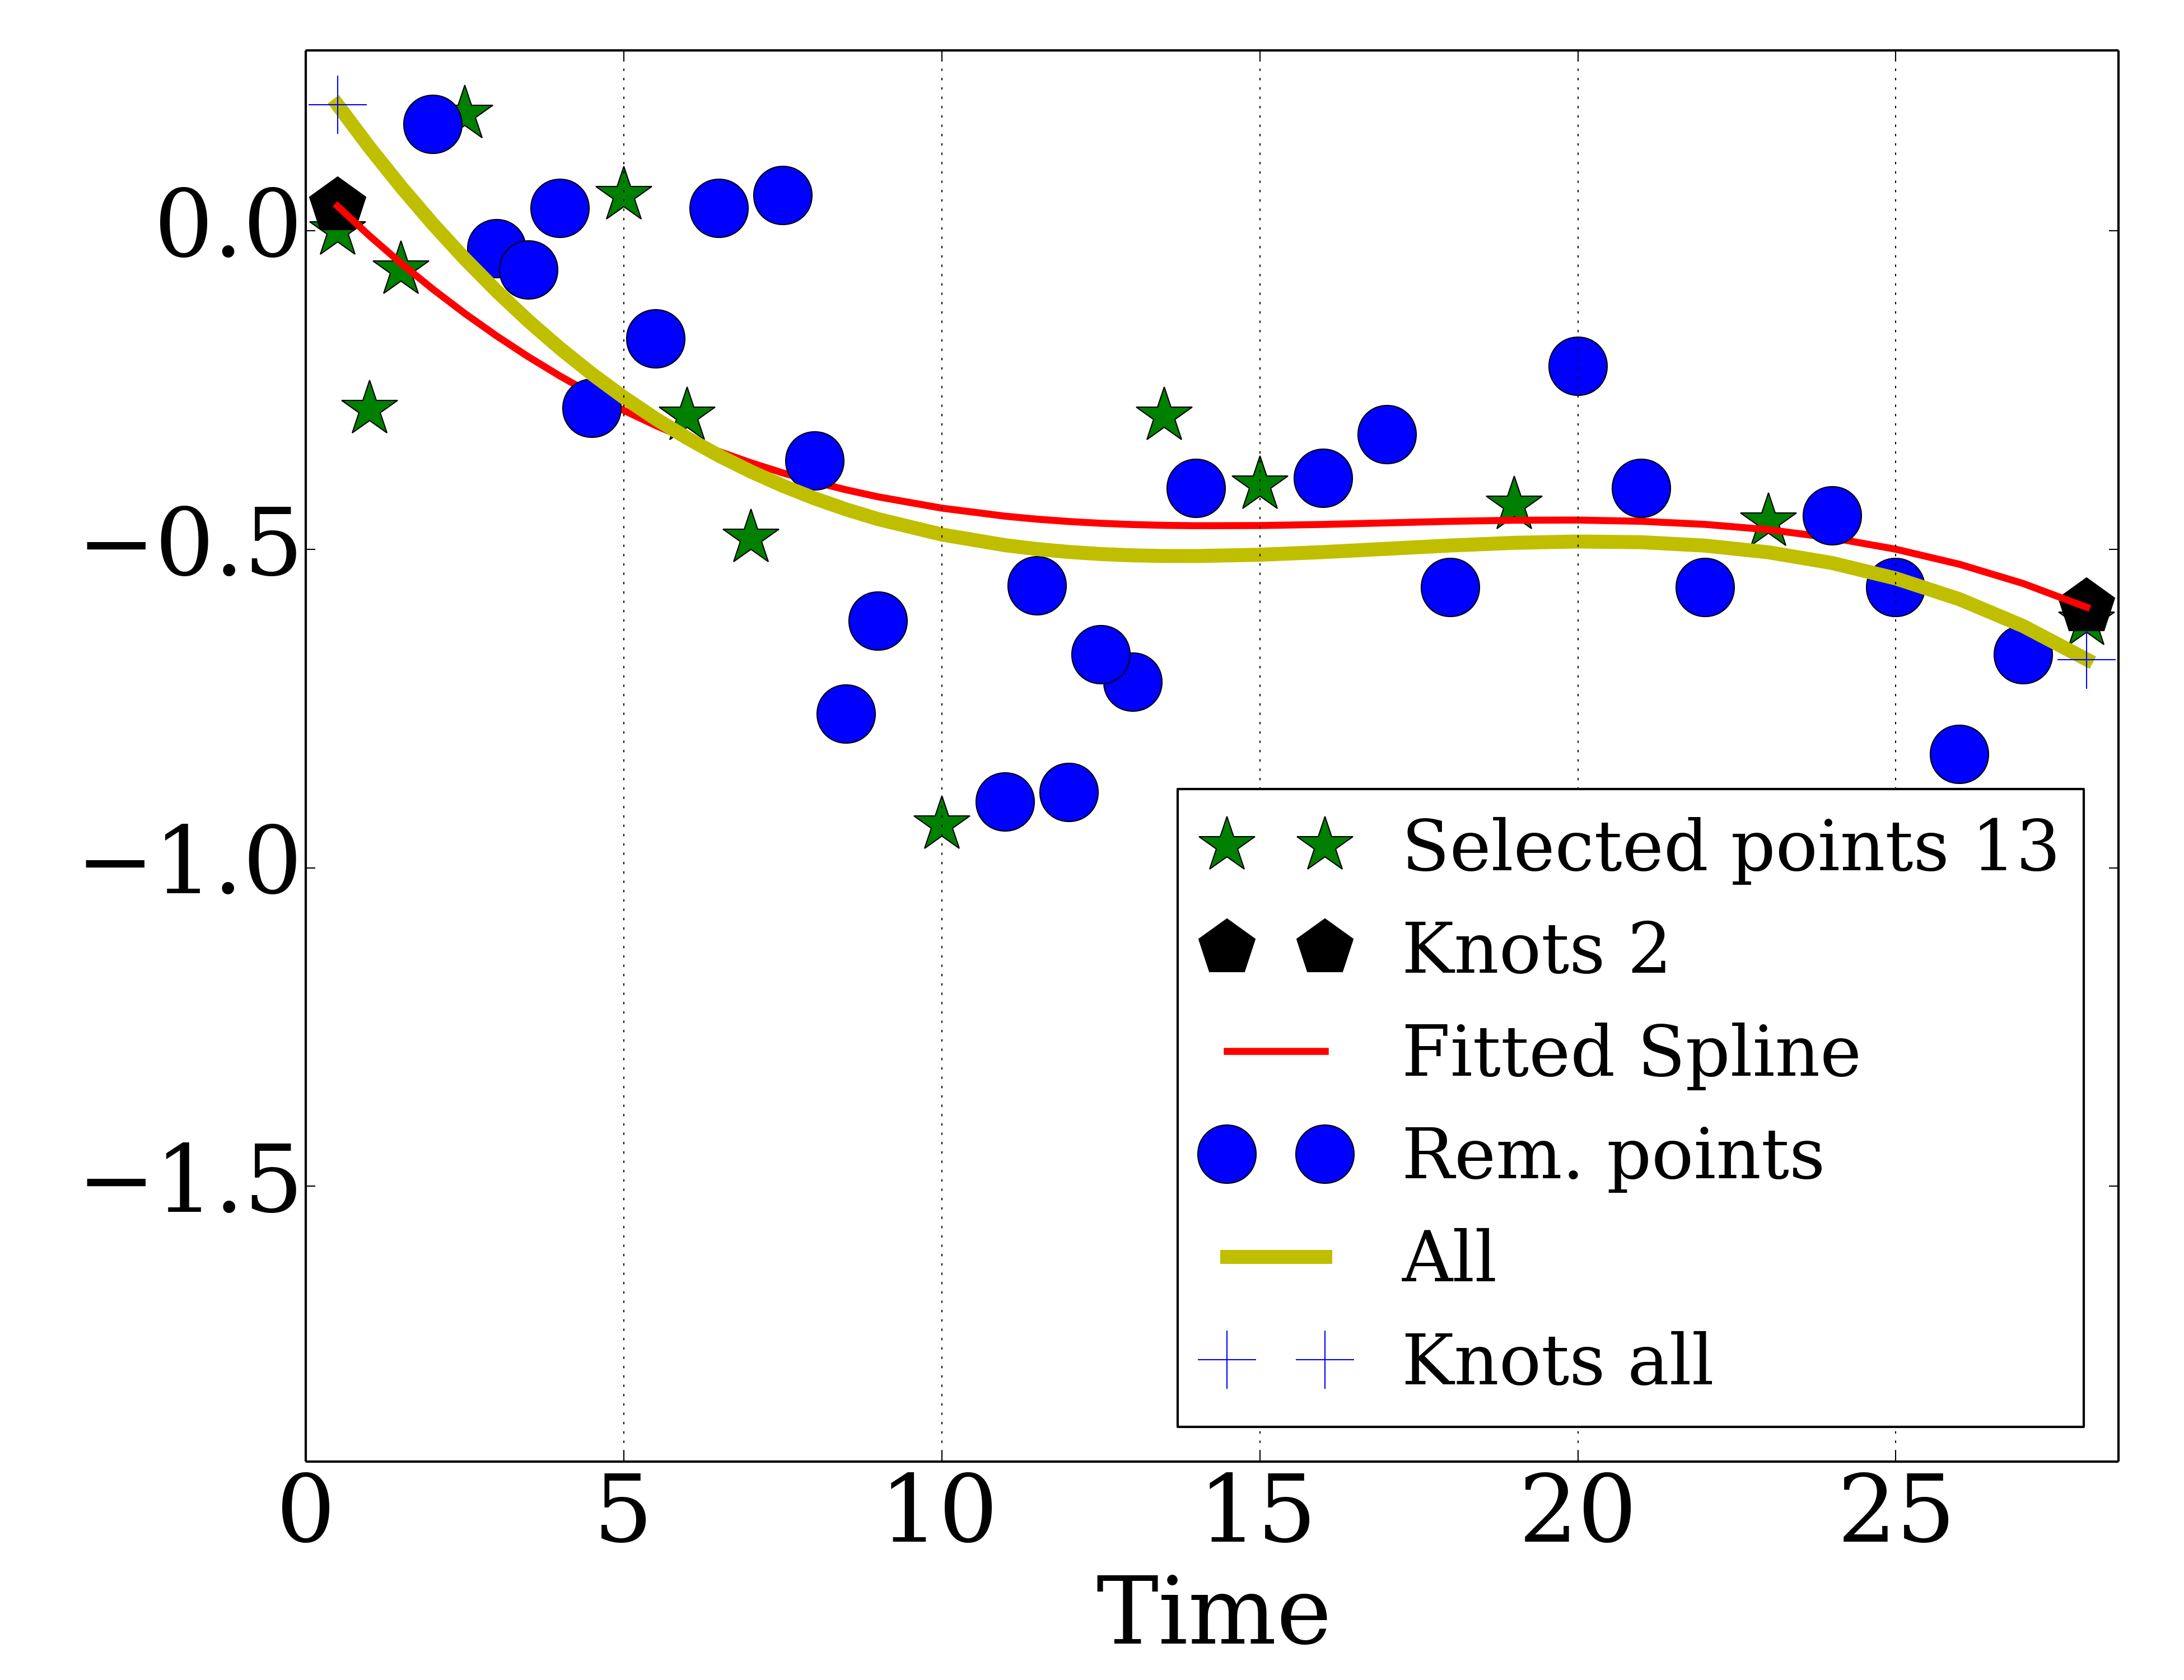 0.0
−0.5
−1.0
−1.5
Selected points 13
Knots 2
Fitted Spline
Rem. points
All
Knots all
0 5 10 15 20 25
Time